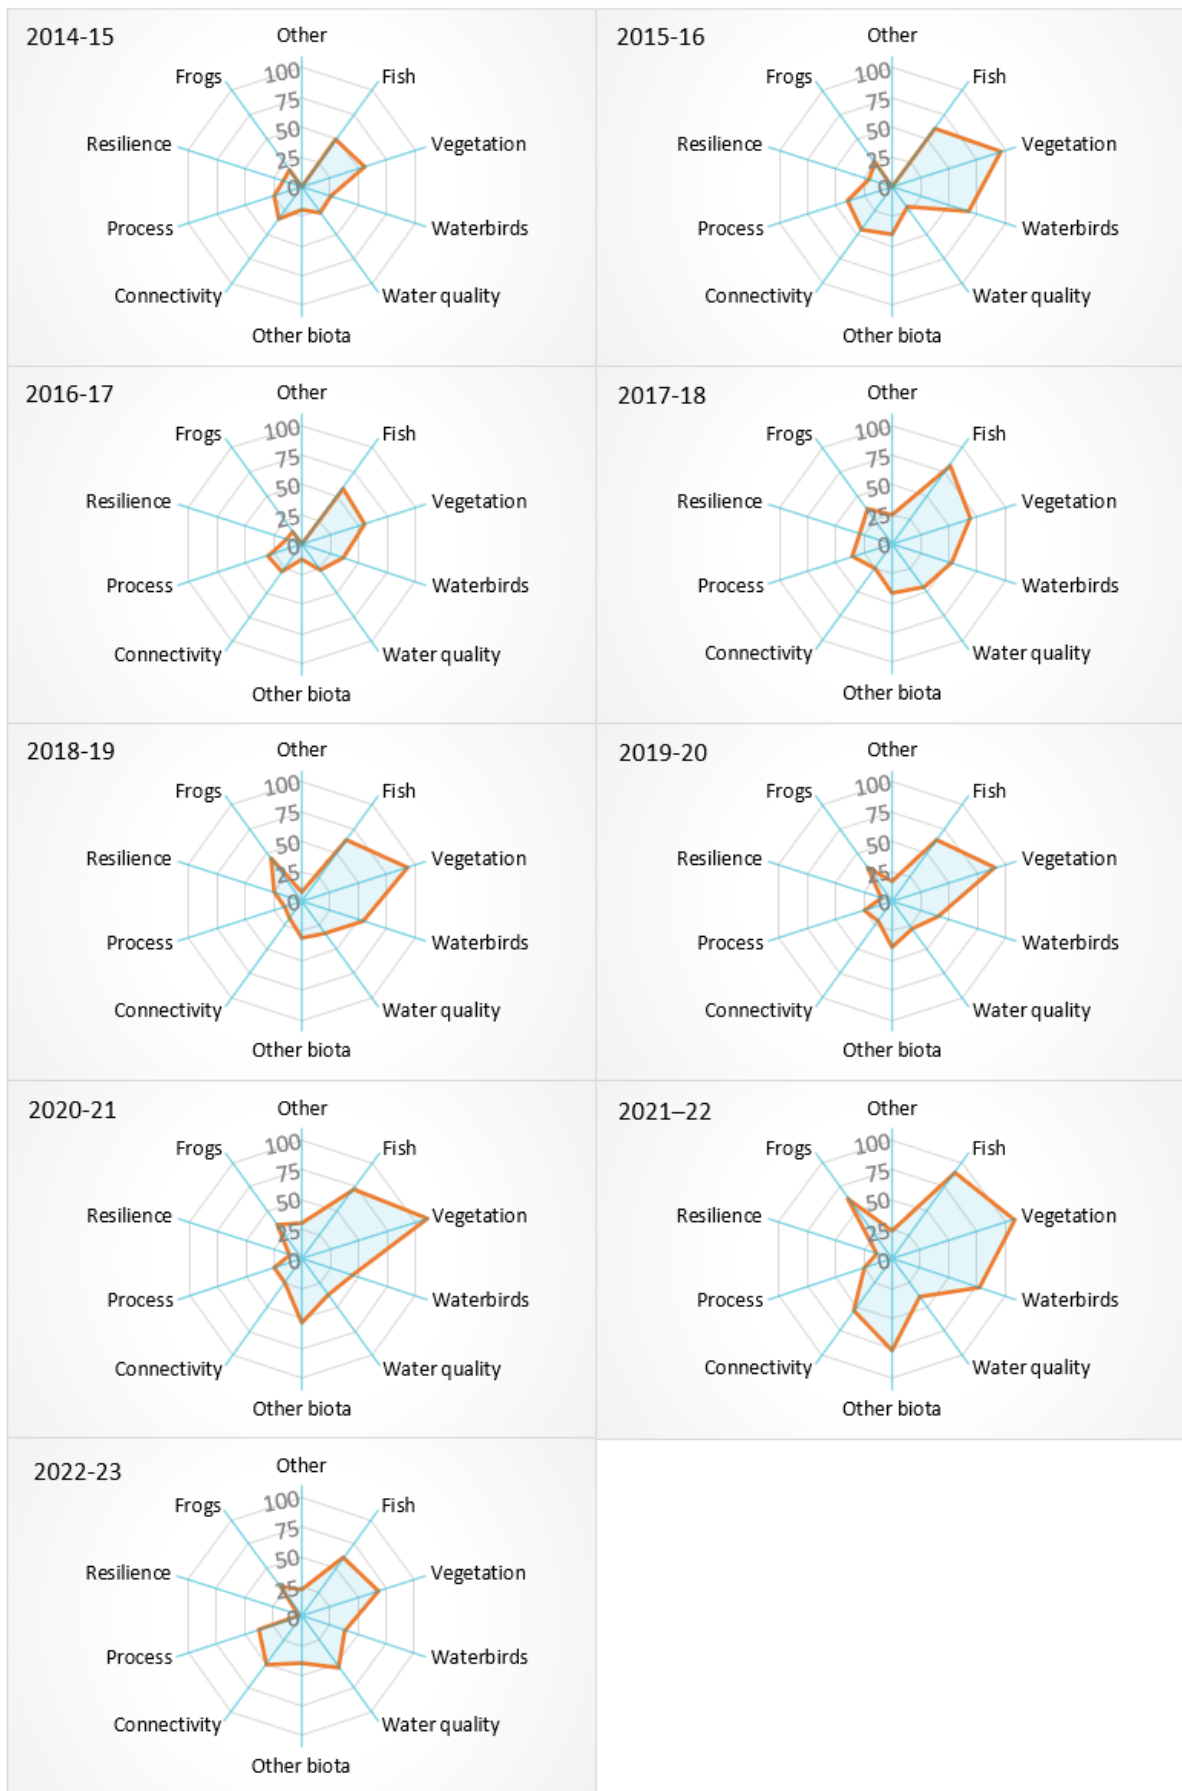 2014-15
Other
Frogs
Fish
Resilience
Vegetation
Process
Waterbirds
Connectivity
Water quality
Other biota
100
75
50
25
0
2015-16
Other
Frogs
Fish
Resilience
Vegetation
Process
Waterbirds
Connectivity
Water quality
Other biota
100
75
50
25
0
2016-17
Other
Frogs
Fish
Resilience
Vegetation
Process
Waterbirds
Connectivity
Water quality
Other biota
100
75
50
25
0
2017-18
Other
Frogs
Fish
Resilience
Vegetation
Process
Waterbirds
Connectivity
Water quality
Other biota
100
75
50
25
0
2018-19
Other
Frogs
Fish
Resilience
Vegetation
Process
Waterbirds
Connectivity
Water quality
Other biota
100
75
50
25
0
2019-20
Other
Frogs
Fish
Resilience
Vegetation
Process
Waterbirds
Connectivity
Water quality
Other biota
100
75
50
25
0
2020-21
Other
Frogs
Fish
Resilience
Vegetation
Process
Waterbirds
Connectivity
Water quality
Other biota
100
75
50
25
0
2021–22
Other
Frogs
Fish
Resilience
Vegetation
Process
Waterbirds
Connectivity
Water quality
Other biota
100
75
50
25
0
2022-23
Other
Frogs
Fish
Resilience
Vegetation
Process
Waterbirds
Connectivity
Water quality
Other biota
100
75
50
25
0